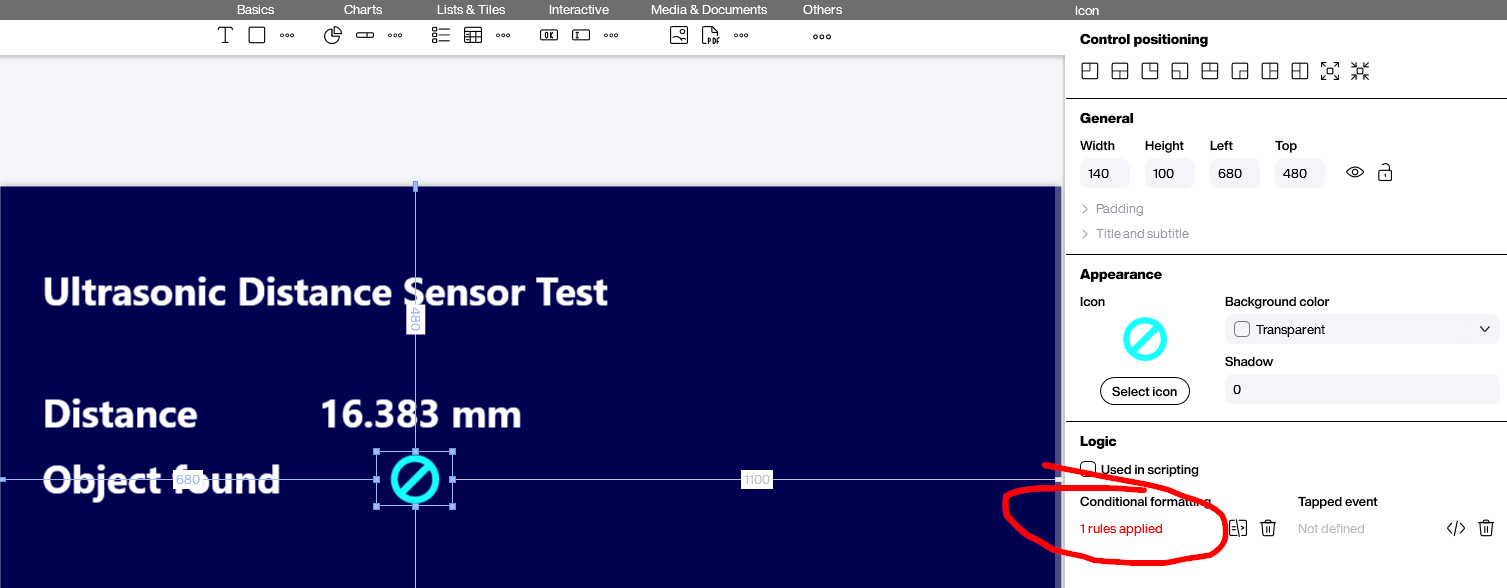 Basics Charts Lists & Tiles Interactive Media & Documents Others Icon
OK I PDF
Control positioning
General
Width Height Left Top
140 100 680 480
Padding
Title and subtitle
Appearance
Icon Background color
Transparent
Shadow
Select icon 0
Logic
Used in scripting
Conditional formatting Tapped event
1 rules applied Not defined
Ultrasonic Distance Sensor Test
480
Distance 16.383 mm
Object found
680 1100